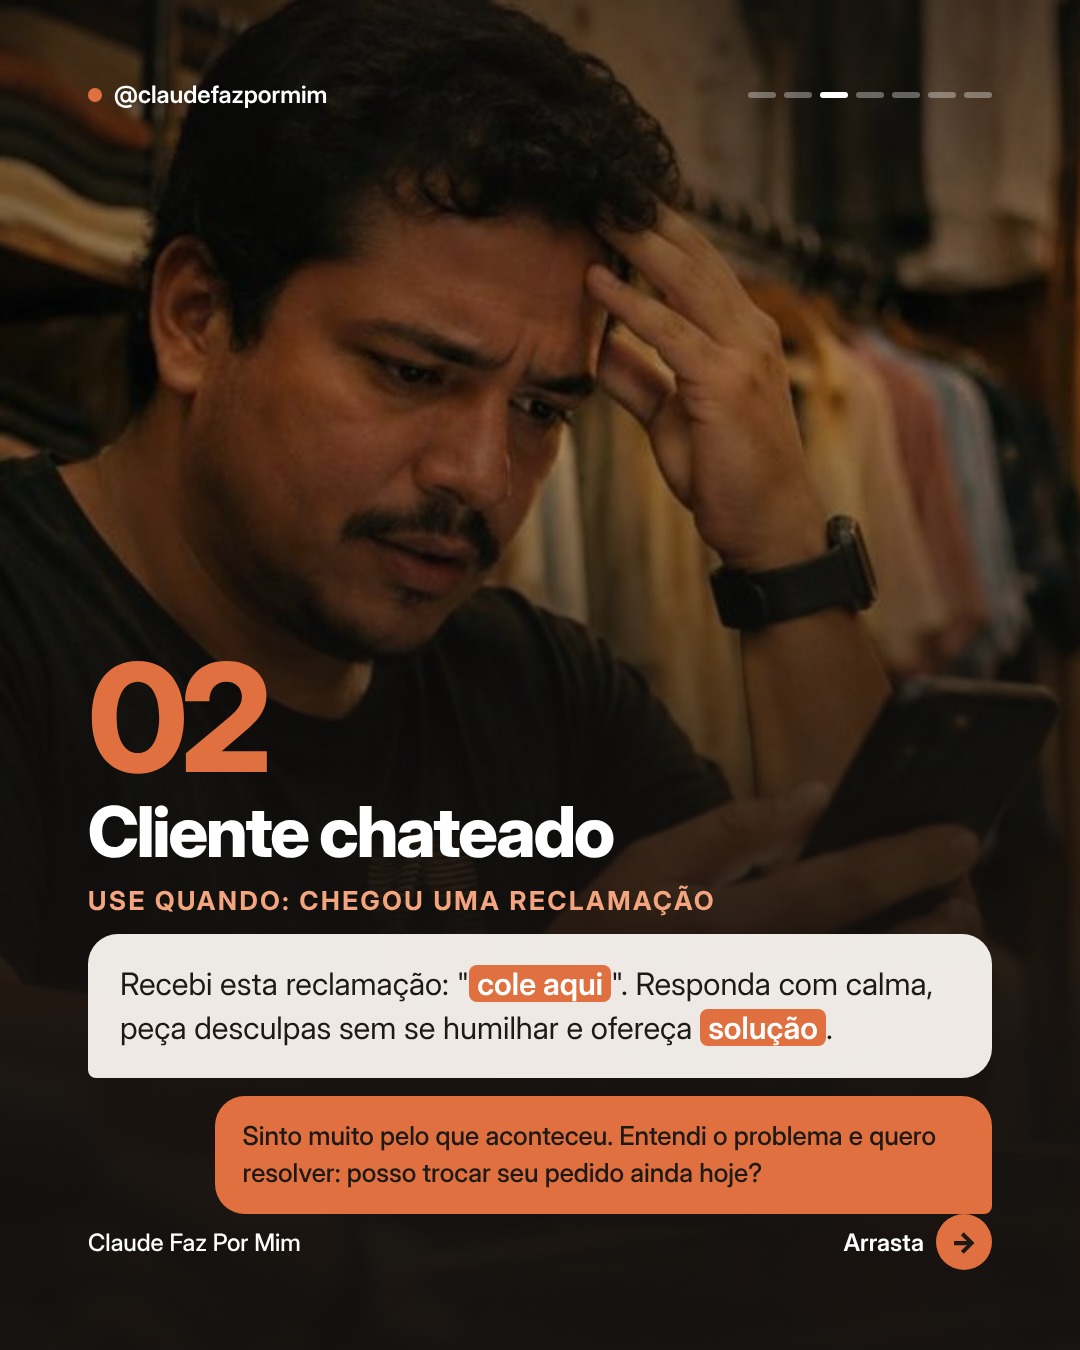 @claudefazpormim
02
Cliente chateado
USE QUANDO: CHEGOU UMA RECLAMAÇÃO
Recebi esta reclamação: "cole aqui". Responda com calma,
peça desculpas sem se humilhar e ofereça solução.
Sinto muito pelo que aconteceu. Entendi o problema e quero
resolver: posso trocar seu pedido ainda hoje?
Claude Faz Por Mim
Arrasta